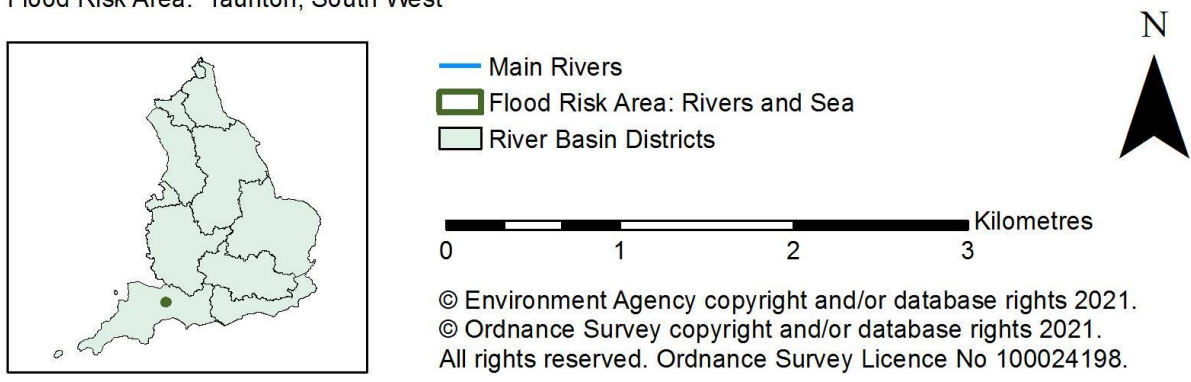 Flood Risk Area: Taunton, South West
N
Main Rivers
Flood Risk Area: Rivers and Sea
River Basin Districts
Kilometres
0 1 2 3
© Environment Agency copyright and/or database rights 2021.
© Ordnance Survey copyright and/or database rights 2021.
All rights reserved. Ordnance Survey Licence No 100024198.